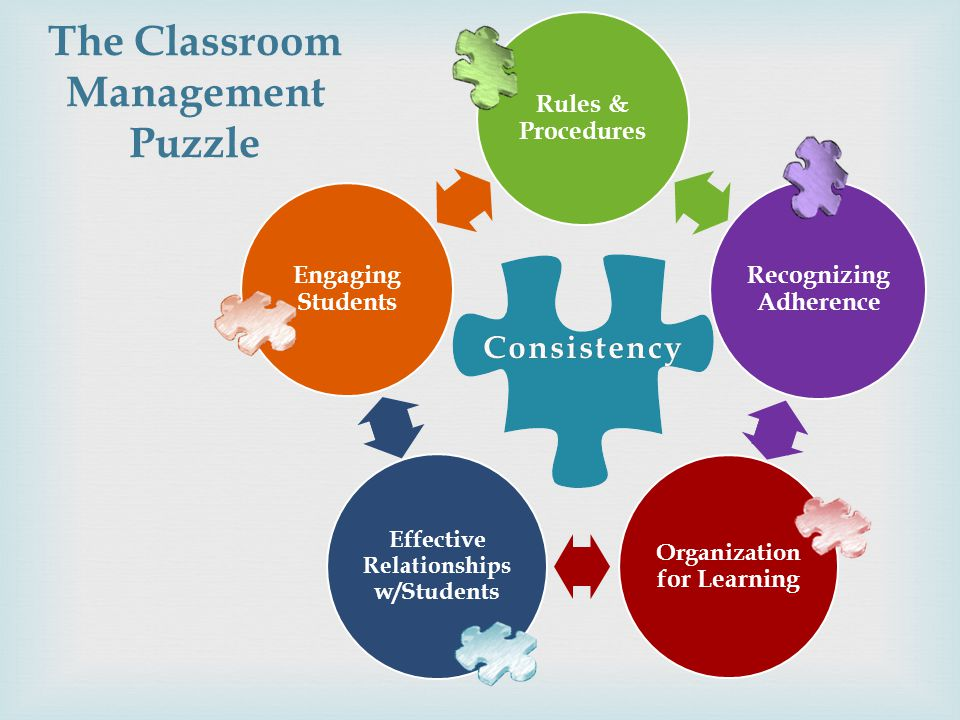 The Classroom
Management
Puzzle
Rules &
Procedures
Recognizing
Adherence
Engaging
Students
Consistency
Effective
Relationships
w/Students
Organization
for Learning